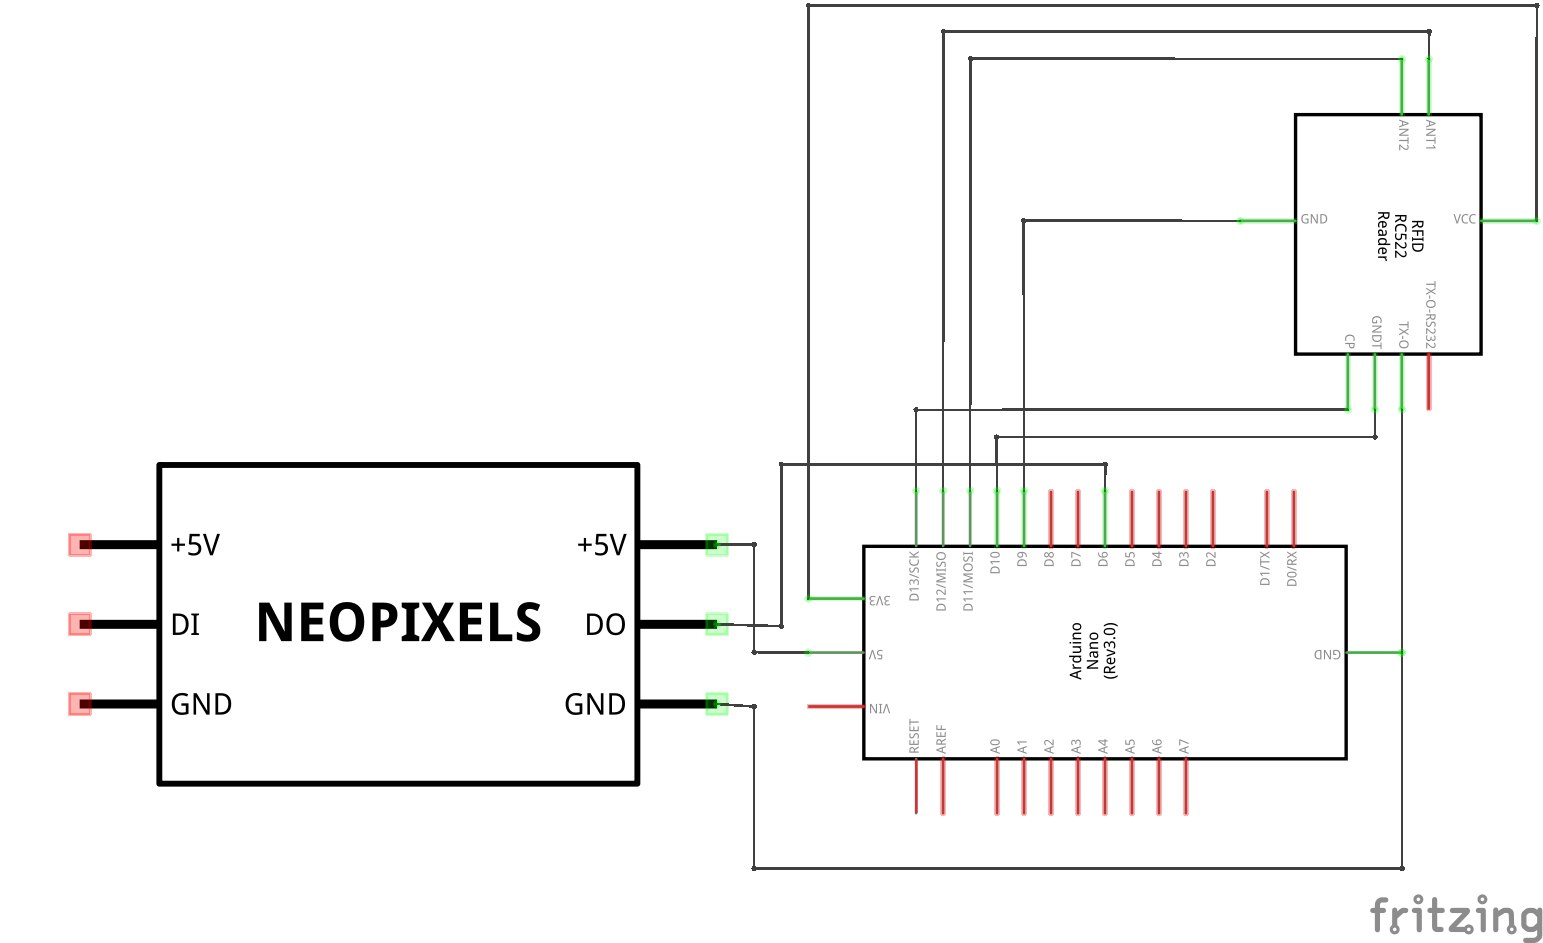 ANT2
ANT1
GND
VCC
RFID
RC522
Reader
CP
GNDT
TX-O
TX-O-RS232
+5V
+5V
DI
NEOPIXELS
DO
GND
GND
D13/SCK
D12/MISO
D11/MOSI
D10
D9
D8
D7
D6
D5
D4
D3
D2
D1/TX
D0/RX
3V3
5V
VIN
Arduino
Nano
(Rev3.0)
GND
RESET
AREF
A0
A1
A2
A3
A4
A5
A6
A7
fritzing